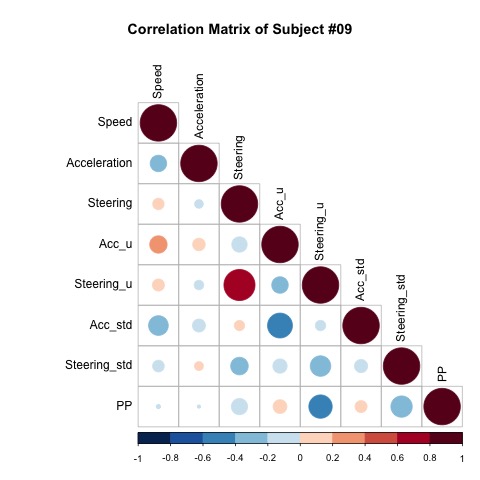 Correlation Matrix of Subject #09
Speed
Acceleration
Steering
Acc_u
Steering_u
Acc_std
Steering_std
PP
Speed
Acceleration
Steering
Acc_u
Steering_u
Acc_std
Steering_std
PP
-1 -0.8 -0.6 -0.4 -0.2 0 0.2 0.4 0.6 0.8 1